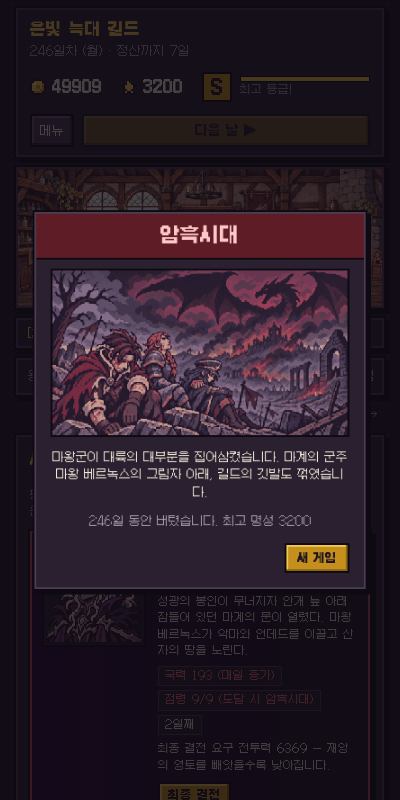 은빛 늑대 길드
246일차 (월) · 정산까지 7일
49909 3200 S 최고 등급!
메뉴 다음 날 ▶
암흑시대
마왕군이 대륙의 대부분을 집어삼켰습니다. 마계의 군주
마왕 베르녹스의 그림자 아래, 길드의 깃발도 꺾였습니
다.
246일 동안 버텼습니다. 최고 명성 3200
새 게임
성광의 봉인이 무너지자 안개 늪 아래
잠들어 있던 마계의 문이 열렸다. 마왕
베르녹스가 악마와 언데드를 이끌고 산
자의 땅을 노린다.
국력 193 (매일 증가)
점령 9/9 (도달 시 암흑시대)
2일째
최종 결전 요구 전투력 6369 — 재앙
의 영토를 빼앗을수록 낮아집니다.
최종 결전